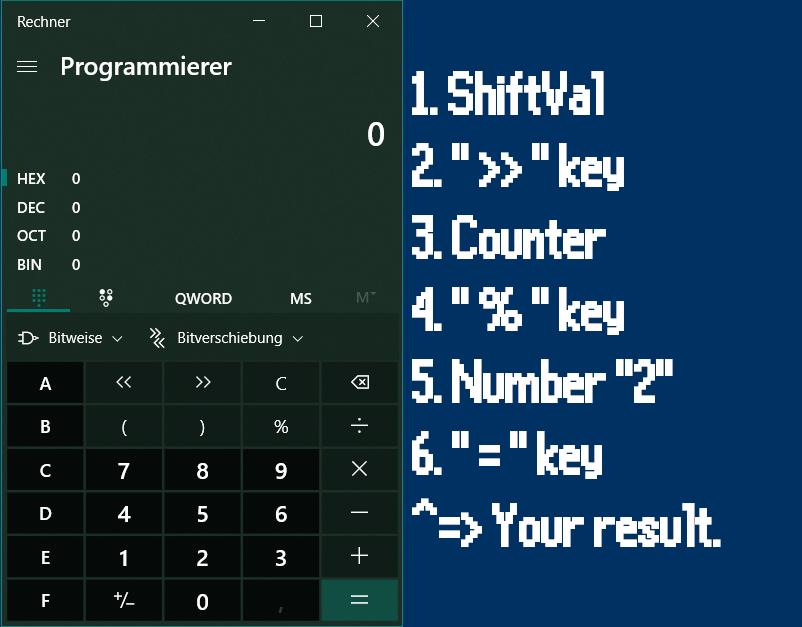 Rechner
Programmierer
0
HEX 0
DEC 0
OCT 0
BIN 0
QWORD MS M
Bitweise Bitverschiebung
A << >> C
B ( ) % ÷
C 7 8 9 ×
D 4 5 6 −
E 1 2 3 +
F +/− 0 , =
1. ShiftVal
2. " >> " key
3. Counter
4. " % " key
5. Number "2"
6. " = " key
^=> Your result.